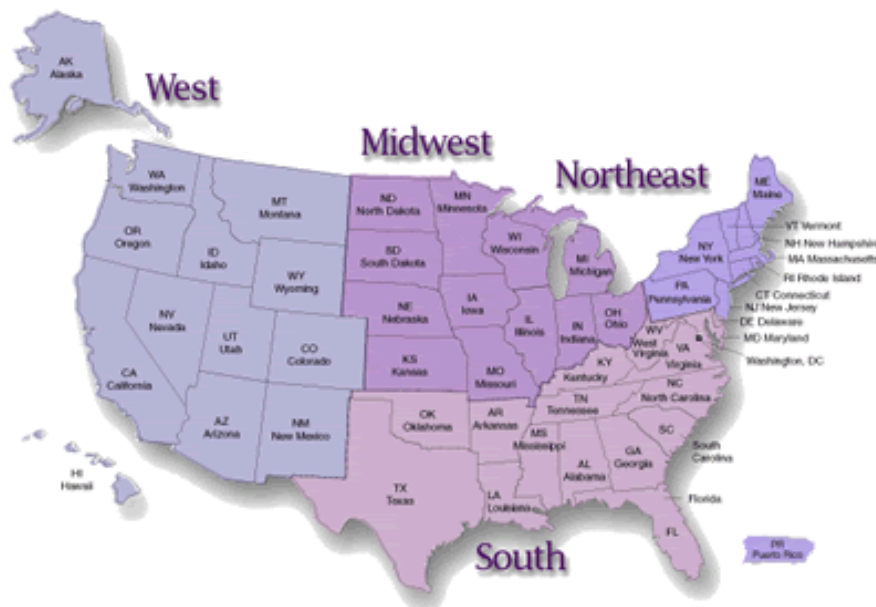 AK
Alaska
West
Midwest
Northeast
WA
Washington
MT
Montana
ND
North Dakota
MN
Minnesota
ME
Maine
VT Vermont
NH New Hampshire
MA Massachusetts
RI Rhode Island
CT Connecticut
NJ New Jersey
DE Delaware
MD Maryland
Washington, DC
OR
Oregon
ID
Idaho
SD
South Dakota
WI
Wisconsin
MI
Michigan
NY
New York
WY
Wyoming
PA
Pennsylvania
NV
Nevada
UT
Utah
NE
Nebraska
IA
Iowa
IL
Illinois
IN
Indiana
OH
Ohio
WV
West
Virginia
VA
Virginia
CA
California
CO
Colorado
KS
Kansas
MO
Missouri
KY
Kentucky
NC
North Carolina
TN
Tennessee
AZ
Arizona
NM
New Mexico
OK
Oklahoma
AR
Arkansas
MS
Mississippi
AL
Alabama
GA
Georgia
SC
South
Carolina
HI
Hawaii
TX
Texas
LA
Louisiana
Florida
FL
South
PR
Puerto Rico